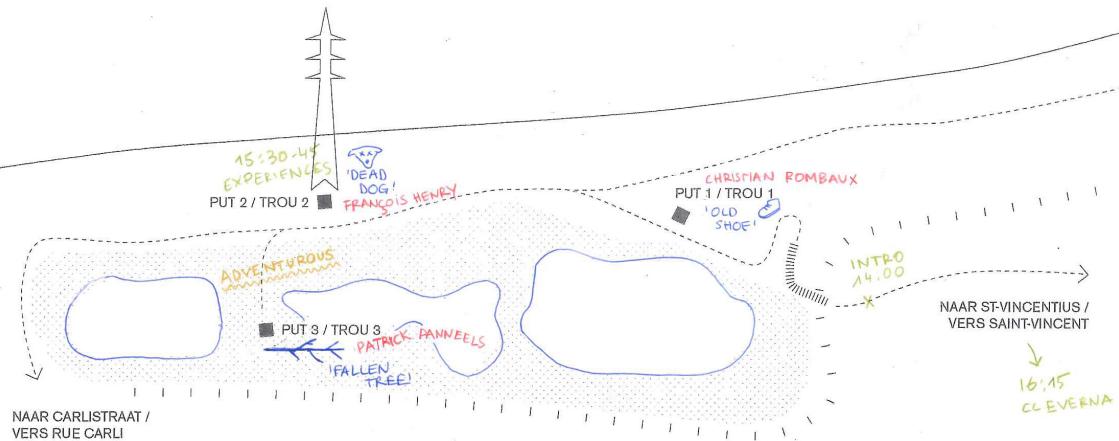 15:30-45
EXPERIENCES
'DEAD
DOG'
PUT 2 / TROU 2
FRANÇOIS HENRY
CHRISTIAN ROMBAUX
PUT 1 / TROU 1
'OLD
SHOE'
ADVENTUROUS
INTRO
14.00
X
NAAR ST-VINCENTIUS /
VERS SAINT-VINCENT
PUT 3 / TROU 3
PATRICK PANNEELS
'FALLEN
TREE'
16:15
CC EVERNA
NAAR CARLISTRAAT /
VERS RUE CARLI